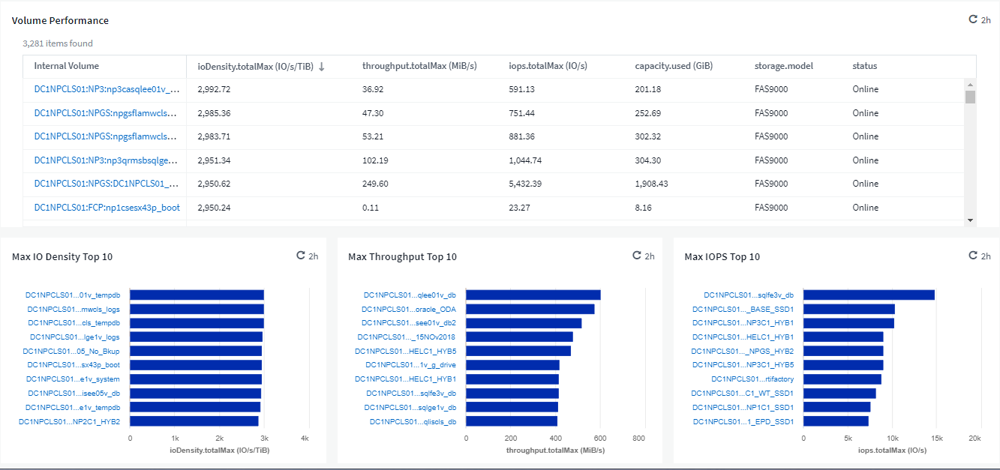 Volume Performance
2h
3,281 items found
Internal Volume ioDensity.totalMax (IO/s/TiB) ↓ throughput.totalMax (MiB/s) iops.totalMax (IO/s) capacity.used (GiB) storage.model status
DC1NPCLS01:NP3:np3casqlee01v_... 2,992.72 36.92 591.13 201.18 FAS9000 Online
DC1NPCLS01:NPGS:npgsflamwcls... 2,985.36 47.30 751.44 252.69 FAS9000 Online
DC1NPCLS01:NPGS:npgsflamwcls... 2,983.71 53.21 881.36 302.32 FAS9000 Online
DC1NPCLS01:NP3:np3qrmsbsqlge... 2,951.34 102.19 1,044.74 304.30 FAS9000 Online
DC1NPCLS01:NPGS:DC1NPCLS01_... 2,950.62 249.60 5,432.39 1,908.43 FAS9000 Online
DC1NPCLS01:FCP:np1csesx43p_boot 2,950.24 0.11 23.27 8.16 FAS9000 Online
Max IO Density Top 10
2h
DC1NPCLS01...01v_tempdb
DC1NPCLS01...mwcls_logs
DC1NPCLS01...cls_tempdb
DC1NPCLS01...lge1v_logs
DC1NPCLS01...05_No_Bkup
DC1NPCLS01...sx43p_boot
DC1NPCLS01...e1v_system
DC1NPCLS01...isee05v_db
DC1NPCLS01...e1v_tempdb
DC1NPCLS01...NP2C1_HYB2
0 1k 2k 3k 4k
ioDensity.totalMax (IO/s/TiB)
Max Throughput Top 10
2h
DC1NPCLS01...qlee01v_db
DC1NPCLS01...oracle_ODA
DC1NPCLS01...see01v_db2
DC1NPCLS01..._15NOv2018
DC1NPCLS01...HELC1_HYB5
DC1NPCLS01...1v_g_drive
DC1NPCLS01...HELC1_HYB1
DC1NPCLS01...sqlfe3v_db
DC1NPCLS01...sqlge1v_db
DC1NPCLS01...qliscls_db
0 200 400 600 800
throughput.totalMax (MiB/s)
Max IOPS Top 10
2h
DC1NPCLS01...sqlfe3v_db
DC1NPCLS01..._BASE_SSD1
DC1NPCLS01...NP3C1_HYB1
DC1NPCLS01...HELC1_HYB1
DC1NPCLS01..._NPGS_HYB2
DC1NPCLS01...NP3C1_HYB5
DC1NPCLS01...rtifactory
DC1NPCLS01...C1_WT_SSD1
DC1NPCLS01...NP1C1_SSD1
DC1NPCLS01...1_EPD_SSD1
0 5k 10k 15k 20k
iops.totalMax (IO/s)